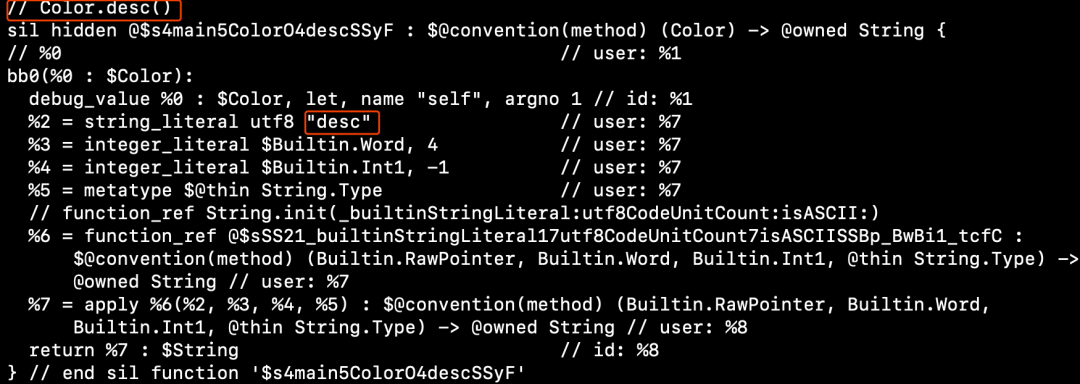 // Color.desc()
sil hidden @$s4main5ColorO4descSSyF : $@convention(method) (Color) -> @owned String {
// %0                                             // user: %1
bb0(%0 : $Color):
  debug_value %0 : $Color, let, name "self", argno 1 // id: %1
  %2 = string_literal utf8 "desc"                 // user: %7
  %3 = integer_literal $Builtin.Word, 4           // user: %7
  %4 = integer_literal $Builtin.Int1, -1          // user: %7
  %5 = metatype $@thin String.Type                // user: %7
  // function_ref String.init(_builtinStringLiteral:utf8CodeUnitCount:isASCII:)
  %6 = function_ref @$sSS21_builtinStringLiteral17utf8CodeUnitCount7isASCIISSBp_BwBi1_tcfC :
      $@convention(method) (Builtin.RawPointer, Builtin.Word, Builtin.Int1, @thin String.Type) ->
      @owned String // user: %7
  %7 = apply %6(%2, %3, %4, %5) : $@convention(method) (Builtin.RawPointer, Builtin.Word,
      Builtin.Int1, @thin String.Type) -> @owned String // user: %8
  return %7 : $String                             // id: %8
} // end sil function '$s4main5ColorO4descSSyF'